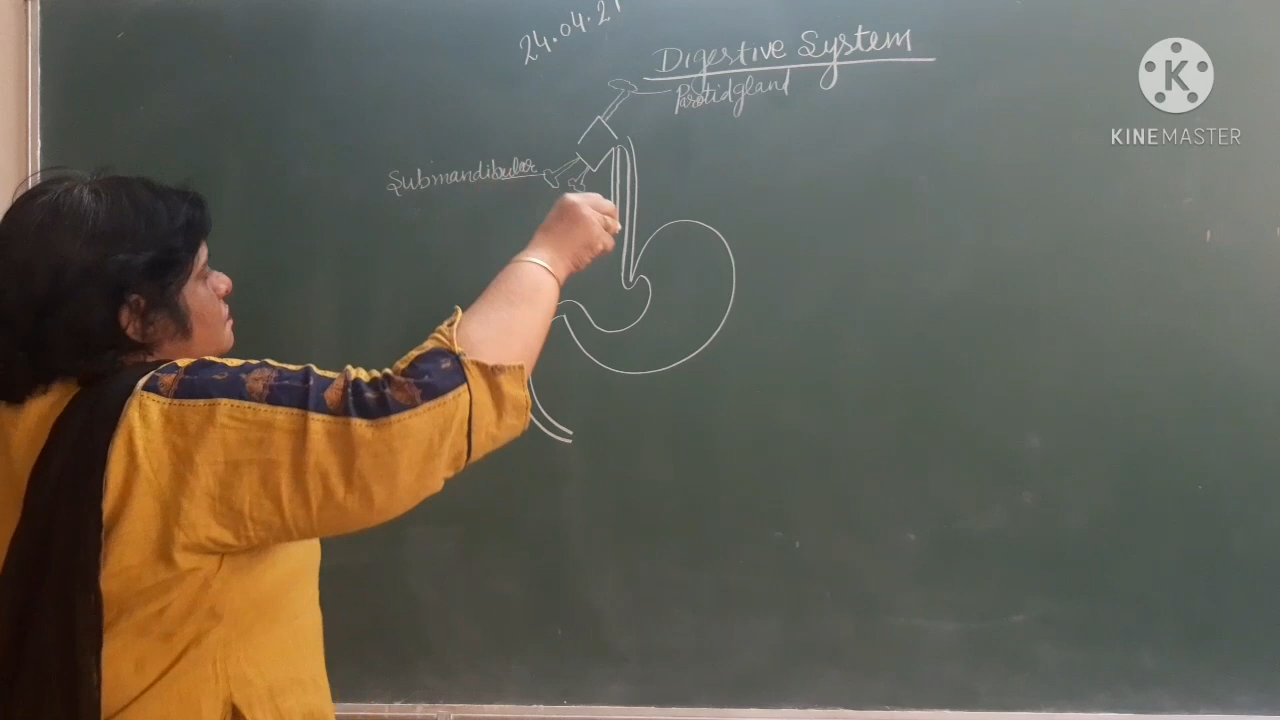 24.04.21
Digestive System
Parotidgland
Submandibular
KINEMASTER